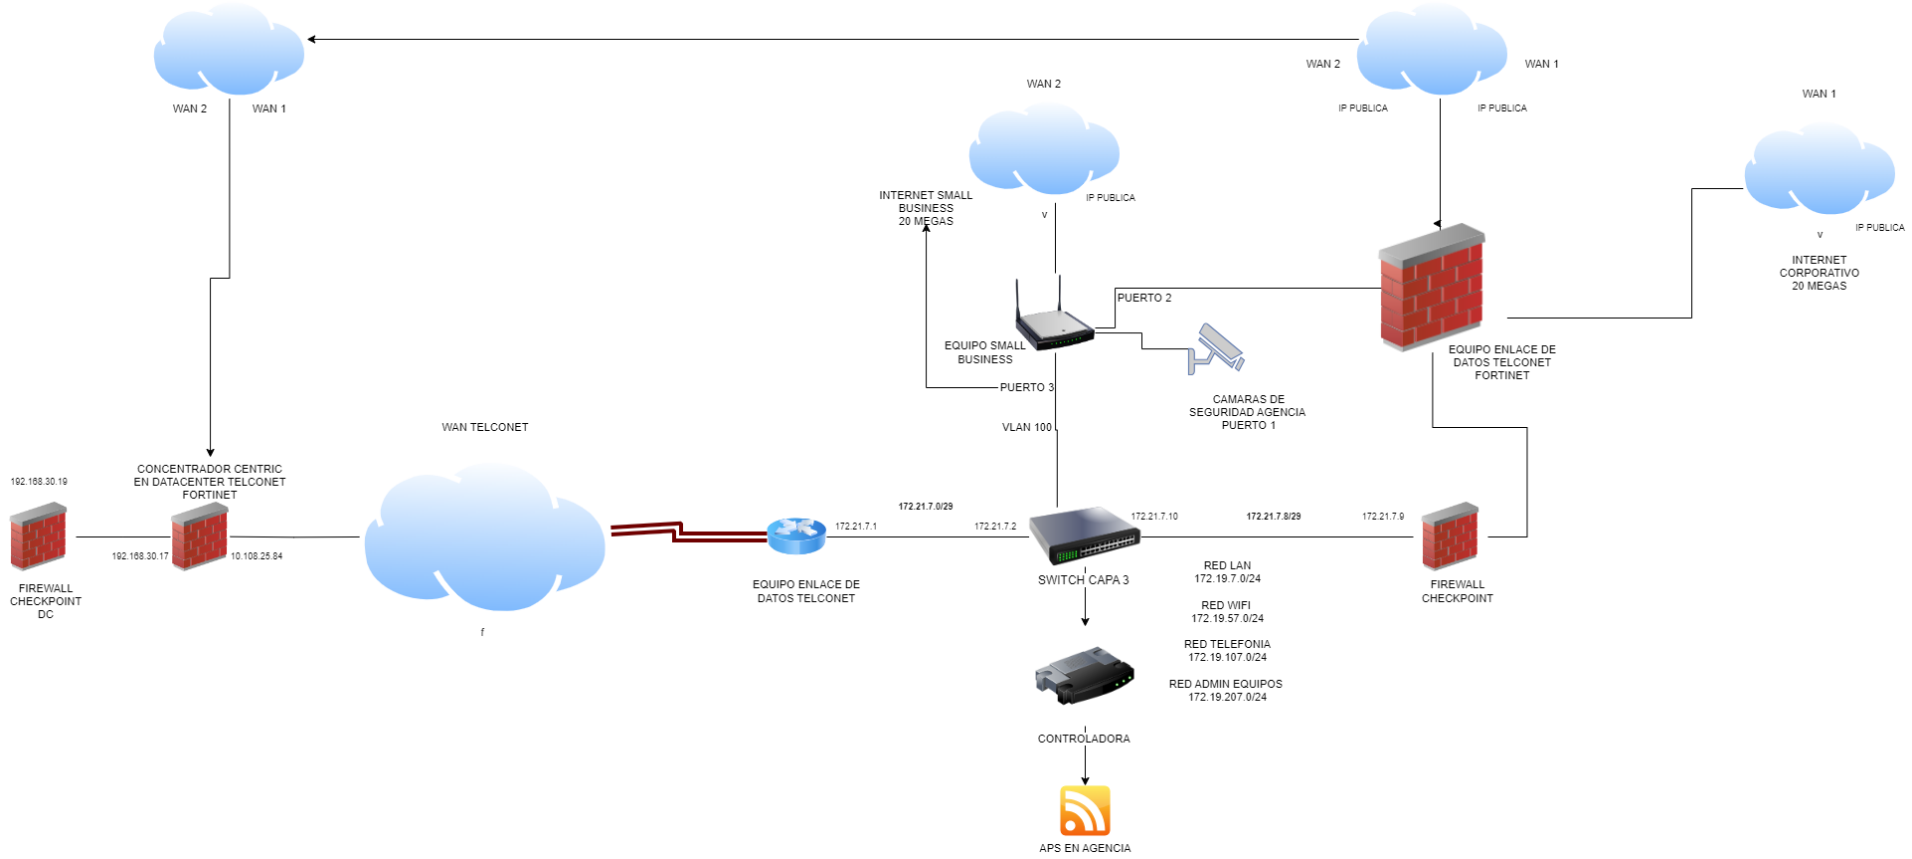 WAN 2
WAN 1
WAN 2
WAN 1
IP PUBLICA
IP PUBLICA
WAN 2
IP PUBLICA
v
WAN 1
IP PUBLICA
v
INTERNET
CORPORATIVO
20 MEGAS
INTERNET SMALL
BUSINESS
20 MEGAS
PUERTO 2
EQUIPO SMALL
BUSINESS
PUERTO 3
VLAN 100
CAMARAS DE
SEGURIDAD AGENCIA
PUERTO 1
EQUIPO ENLACE DE
DATOS TELCONET
FORTINET
WAN TELCONET
f
CONCENTRADOR CENTRIC
EN DATACENTER TELCONET
FORTINET
192.168.30.19
192.168.30.17
10.108.25.84
FIREWALL
CHECKPOINT
DC
172.21.7.1
172.21.7.0/29
172.21.7.2
EQUIPO ENLACE DE
DATOS TELCONET
172.21.7.10
172.21.7.8/29
172.21.7.9
SWITCH CAPA 3
FIREWALL
CHECKPOINT
RED LAN
172.19.7.0/24
RED WIFI
172.19.57.0/24
RED TELEFONIA
172.19.107.0/24
RED ADMIN EQUIPOS
172.19.207.0/24
CONTROLADORA
APS EN AGENCIA